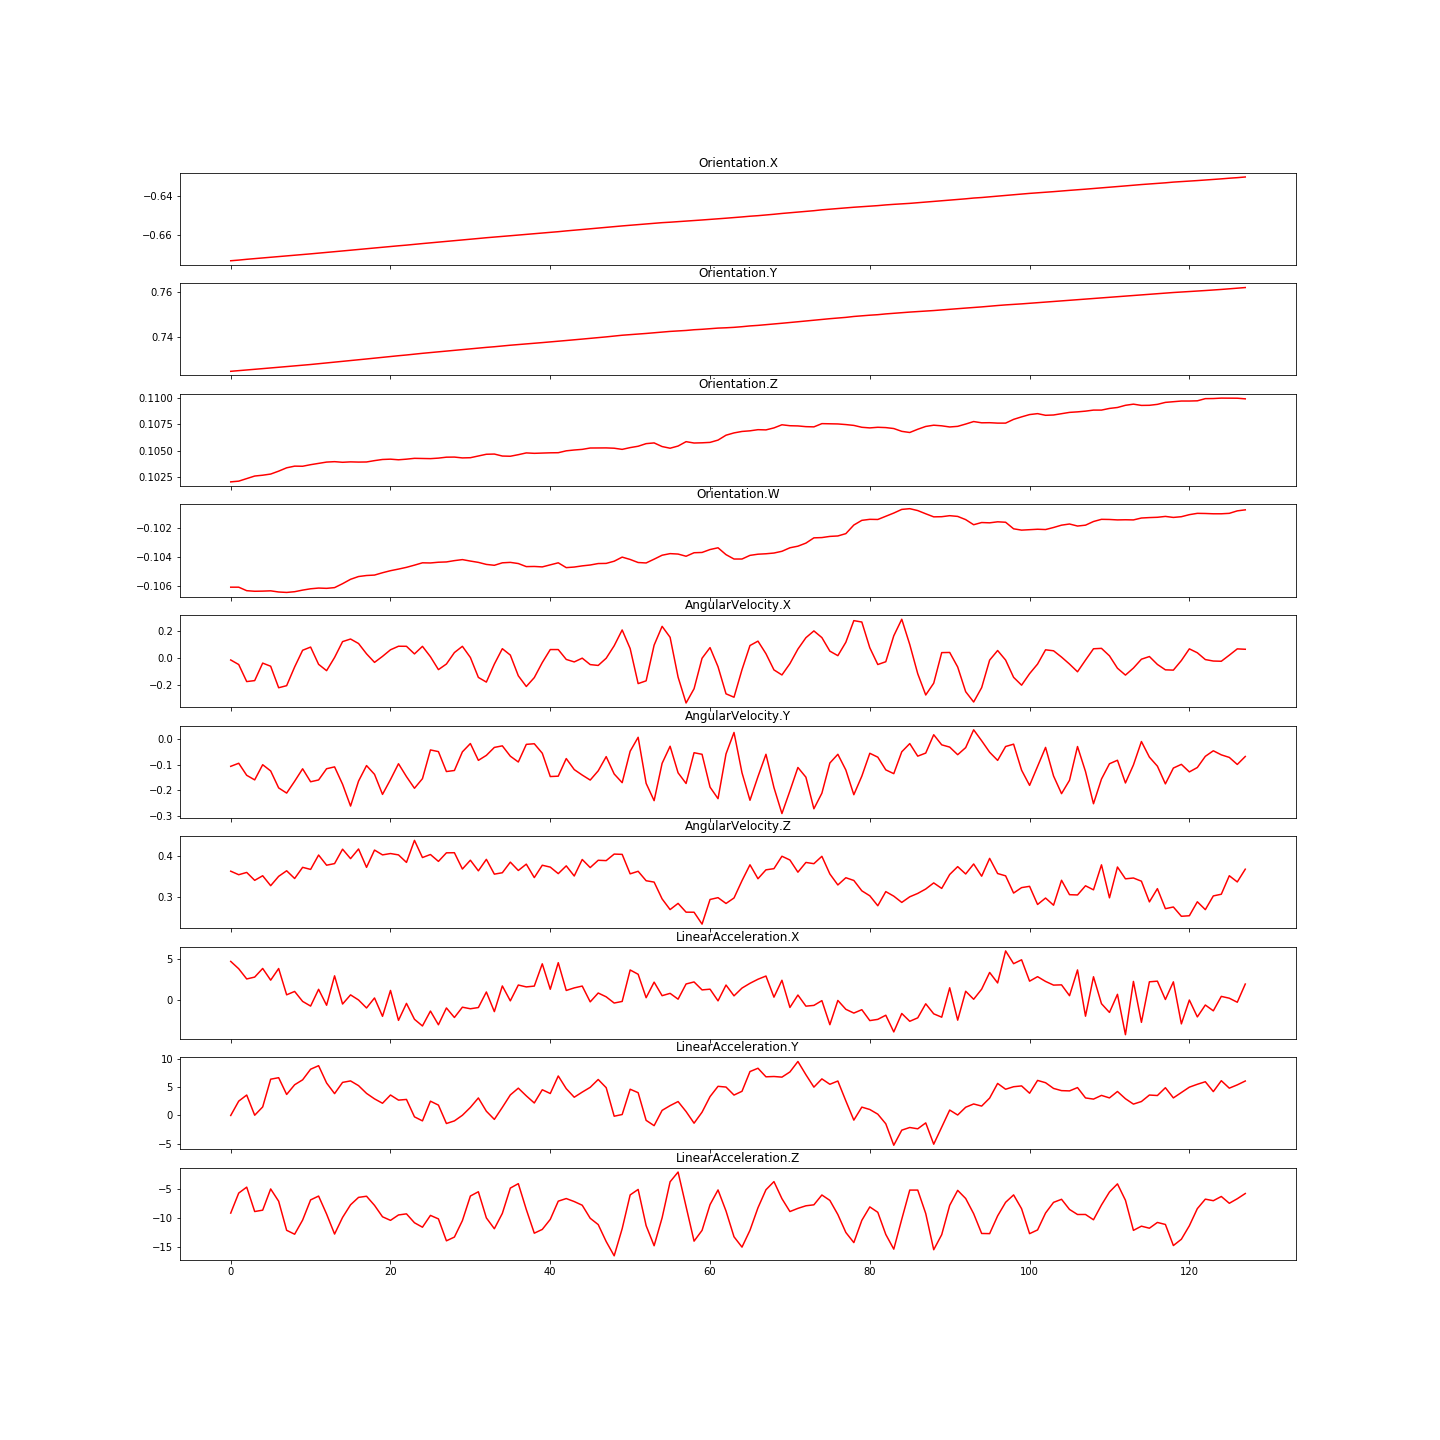 Orientation.X
−0.64
−0.66
Orientation.Y
0.76
0.74
Orientation.Z
0.1100
0.1075
0.1050
0.1025
Orientation.W
−0.102
−0.104
−0.106
AngularVelocity.X
0.2
0.0
−0.2
AngularVelocity.Y
0.0
−0.1
−0.2
−0.3
AngularVelocity.Z
0.4
0.3
LinearAcceleration.X
5
0
LinearAcceleration.Y
10
5
0
−5
LinearAcceleration.Z
−5
−10
−15
0 20 40 60 80 100 120